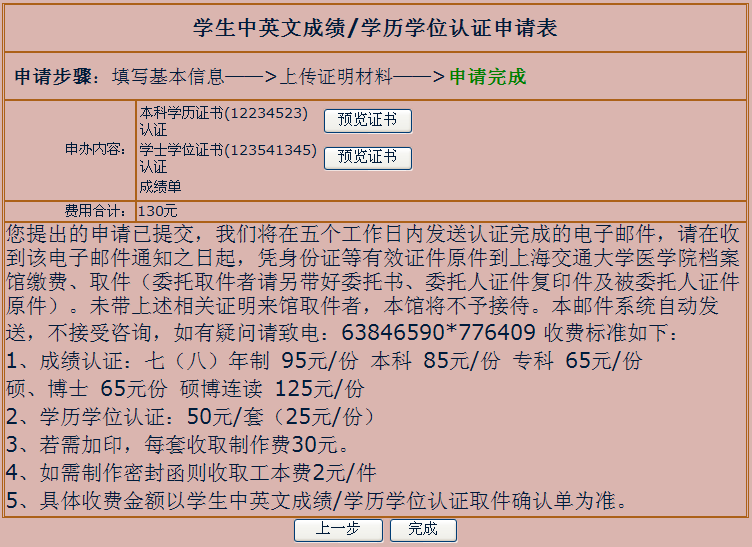 学生中英文成绩/学历学位认证申请表
申请步骤：填写基本信息——>上传证明材料——>申请完成
本科学历证书(12234523) 预览证书
认证
申办内容：
学士学位证书(123541345) 预览证书
认证
成绩单
费用合计：130元
您提出的申请已提交，我们将在五个工作日内发送认证完成的电子邮件，请在收
到该电子邮件通知之日起，凭身份证等有效证件原件到上海交通大学医学院档案
馆缴费、取件（委托取件者请另带好委托书、委托人证件复印件及被委托人证件
原件）。未带上述相关证明来馆取件者，本馆将不予接待。本邮件系统自动发
送，不接受咨询，如有疑问请致电：63846590*776409 收费标准如下：
1、成绩认证：七（八）年制 95元/份 本科 85元/份 专科 65元/份
硕、博士 65元份 硕博连读 125元/份
2、学历学位认证：50元/套（25元/份）
3、若需加印，每套收取制作费30元。
4、如需制作密封函则收取工本费2元/件
5、具体收费金额以学生中英文成绩/学历学位认证取件确认单为准。
上一步 完成